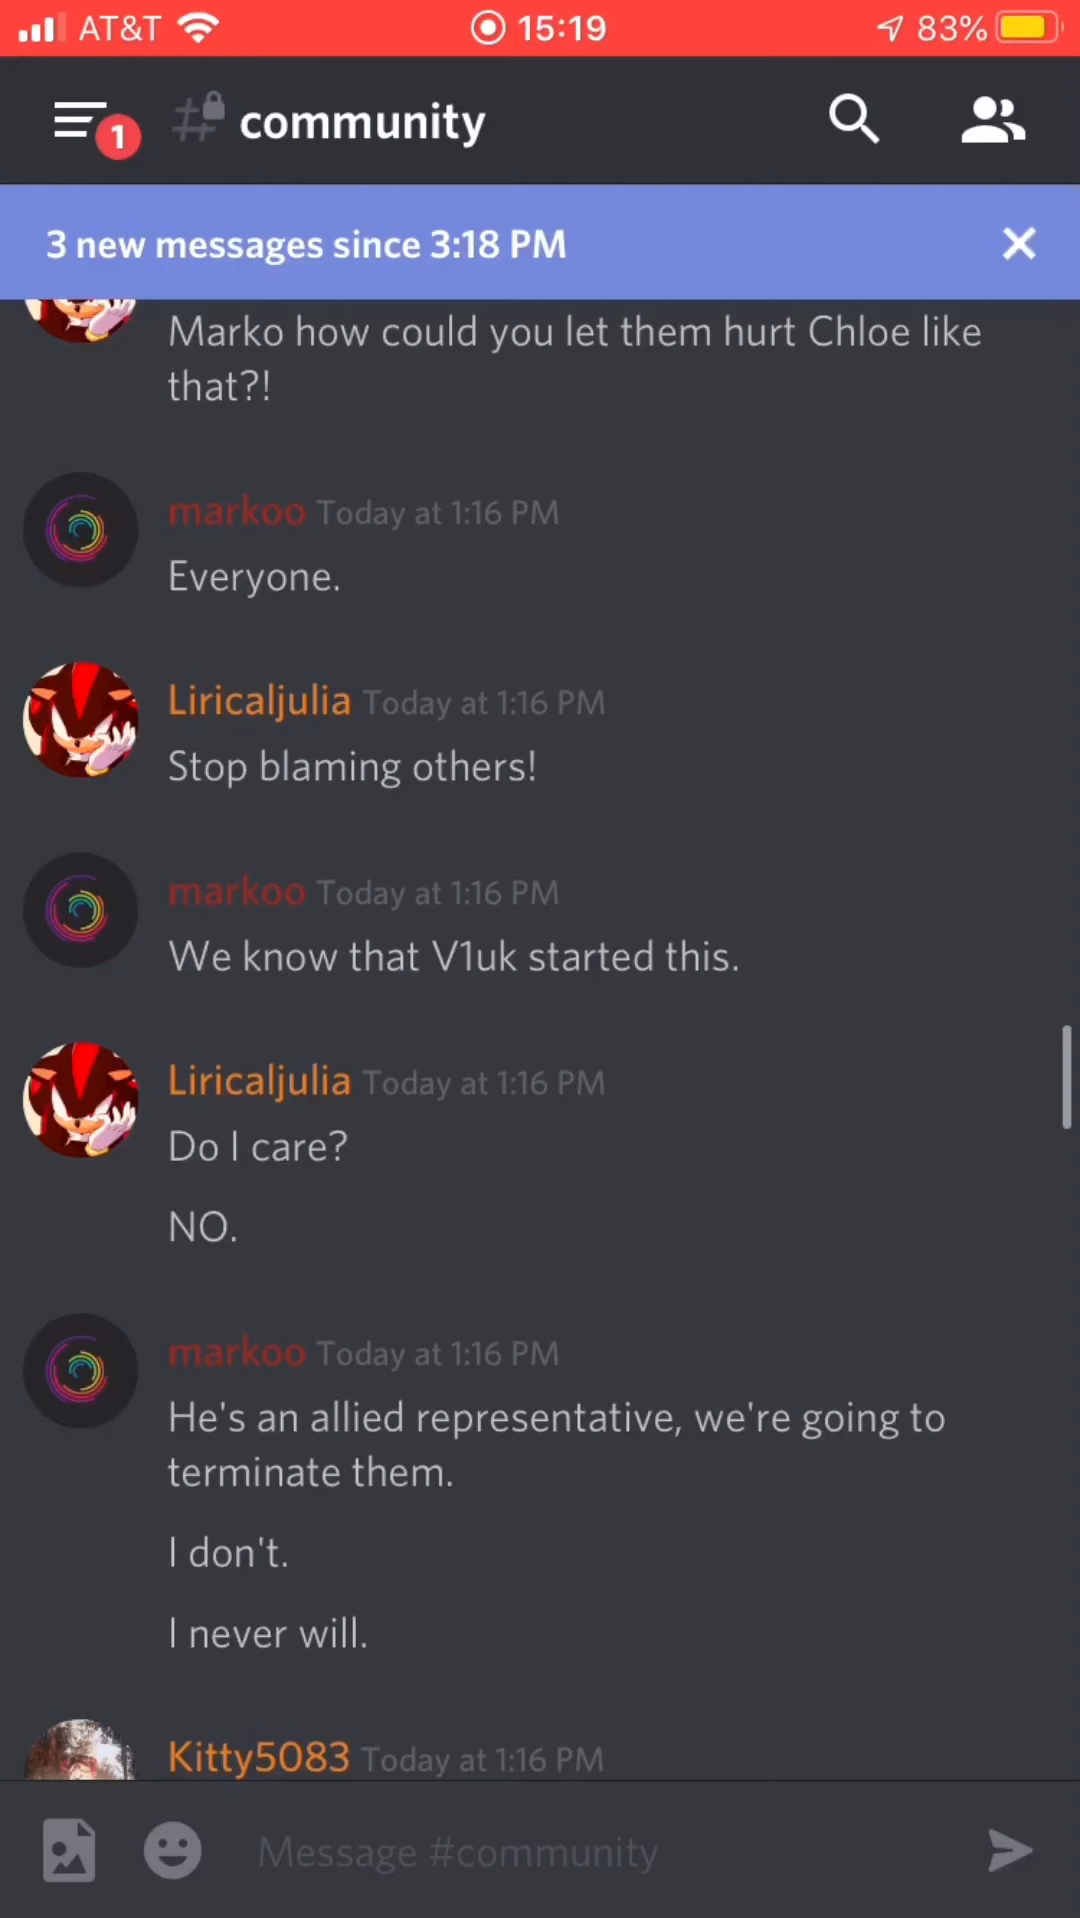 AT&T 15:19 83%
1 community
3 new messages since 3:18 PM
Marko how could you let them hurt Chloe like
that?!
markoo Today at 1:16 PM
Everyone.
Liricaljulia Today at 1:16 PM
Stop blaming others!
markoo Today at 1:16 PM
We know that V1uk started this.
Liricaljulia Today at 1:16 PM
Do I care?
NO.
markoo Today at 1:16 PM
He's an allied representative, we're going to
terminate them.
I don't.
I never will.
Kitty5083 Today at 1:16 PM
Message #community